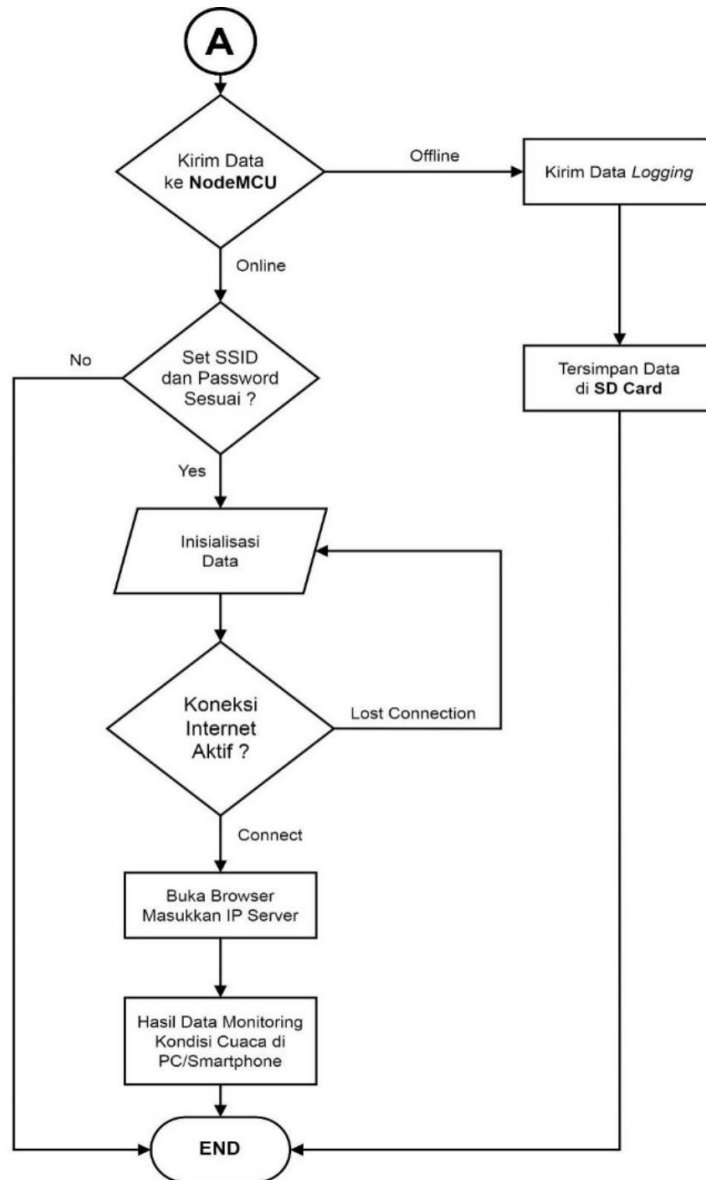 A
Kirim Data
ke NodeMCU
Offline
Kirim Data Logging
Online
No
Set SSID
dan Password
Sesuai ?
Tersimpan Data
di SD Card
Yes
Inisialisasi
Data
Koneksi
Internet
Aktif ?
Lost Connection
Connect
Buka Browser
Masukkan IP Server
Hasil Data Monitoring
Kondisi Cuaca di
PC/Smartphone
END